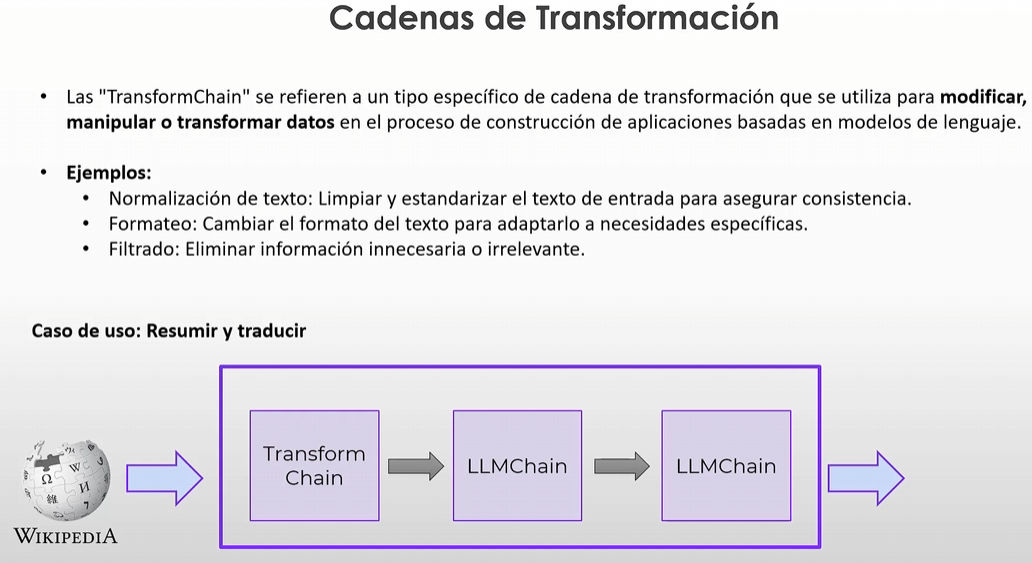 Cadenas de Transformación
• Las "TransformChain" se refieren a un tipo específico de cadena de transformación que se utiliza para modificar,
manipular o transformar datos en el proceso de construcción de aplicaciones basadas en modelos de lenguaje.
• Ejemplos:
• Normalización de texto: Limpiar y estandarizar el texto de entrada para asegurar consistencia.
• Formateo: Cambiar el formato del texto para adaptarlo a necesidades específicas.
• Filtrado: Eliminar información innecesaria o irrelevante.
Caso de uso: Resumir y traducir
Transform
Chain
LLMChain
LLMChain
Ω
W
И
WIKIPEDIA